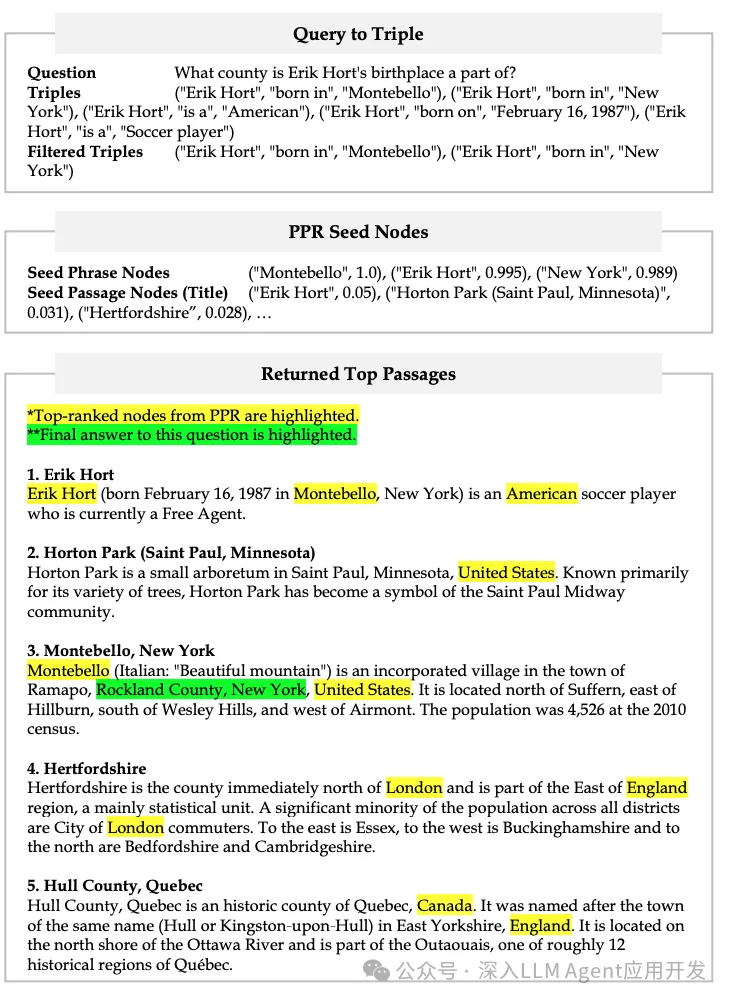 Query to Triple
Question What county is Erik Hort's birthplace a part of?
Triples ("Erik Hort", "born in", "Montebello"), ("Erik Hort", "born in", "New
York"), ("Erik Hort", "is a", "American"), ("Erik Hort", "born on", "February 16, 1987"), ("Erik
Hort", "is a", "Soccer player")
Filtered Triples ("Erik Hort", "born in", "Montebello"), ("Erik Hort", "born in", "New
York")
PPR Seed Nodes
Seed Phrase Nodes ("Montebello", 1.0), ("Erik Hort", 0.995), ("New York", 0.989)
Seed Passage Nodes (Title) ("Erik Hort", 0.05), ("Horton Park (Saint Paul, Minnesota)",
0.031), ("Hertfordshire”, 0.028), …
Returned Top Passages
*Top-ranked nodes from PPR are highlighted.
**Final answer to this question is highlighted.
1. Erik Hort
Erik Hort (born February 16, 1987 in Montebello, New York) is an American soccer player
who is currently a Free Agent.
2. Horton Park (Saint Paul, Minnesota)
Horton Park is a small arboretum in Saint Paul, Minnesota, United States. Known primarily
for its variety of trees, Horton Park has become a symbol of the Saint Paul Midway
community.
3. Montebello, New York
Montebello (Italian: "Beautiful mountain") is an incorporated village in the town of
Ramapo, Rockland County, New York, United States. It is located north of Suffern, east of
Hillburn, south of Wesley Hills, and west of Airmont. The population was 4,526 at the 2010
census.
4. Hertfordshire
Hertfordshire is the county immediately north of London and is part of the East of England
region, a mainly statistical unit. A significant minority of the population across all districts
are City of London commuters. To the east is Essex, to the west is Buckinghamshire and to
the north are Bedfordshire and Cambridgeshire.
5. Hull County, Quebec
Hull County, Quebec is an historic county of Quebec, Canada. It was named after the town
of the same name (Hull or Kingston-upon-Hull) in East Yorkshire, England. It is located on
the north shore of the Ottawa River and is part of the Outaouais, one of roughly 12
historical regions of Québec.
公众号 · 深入LLM Agent应用开发